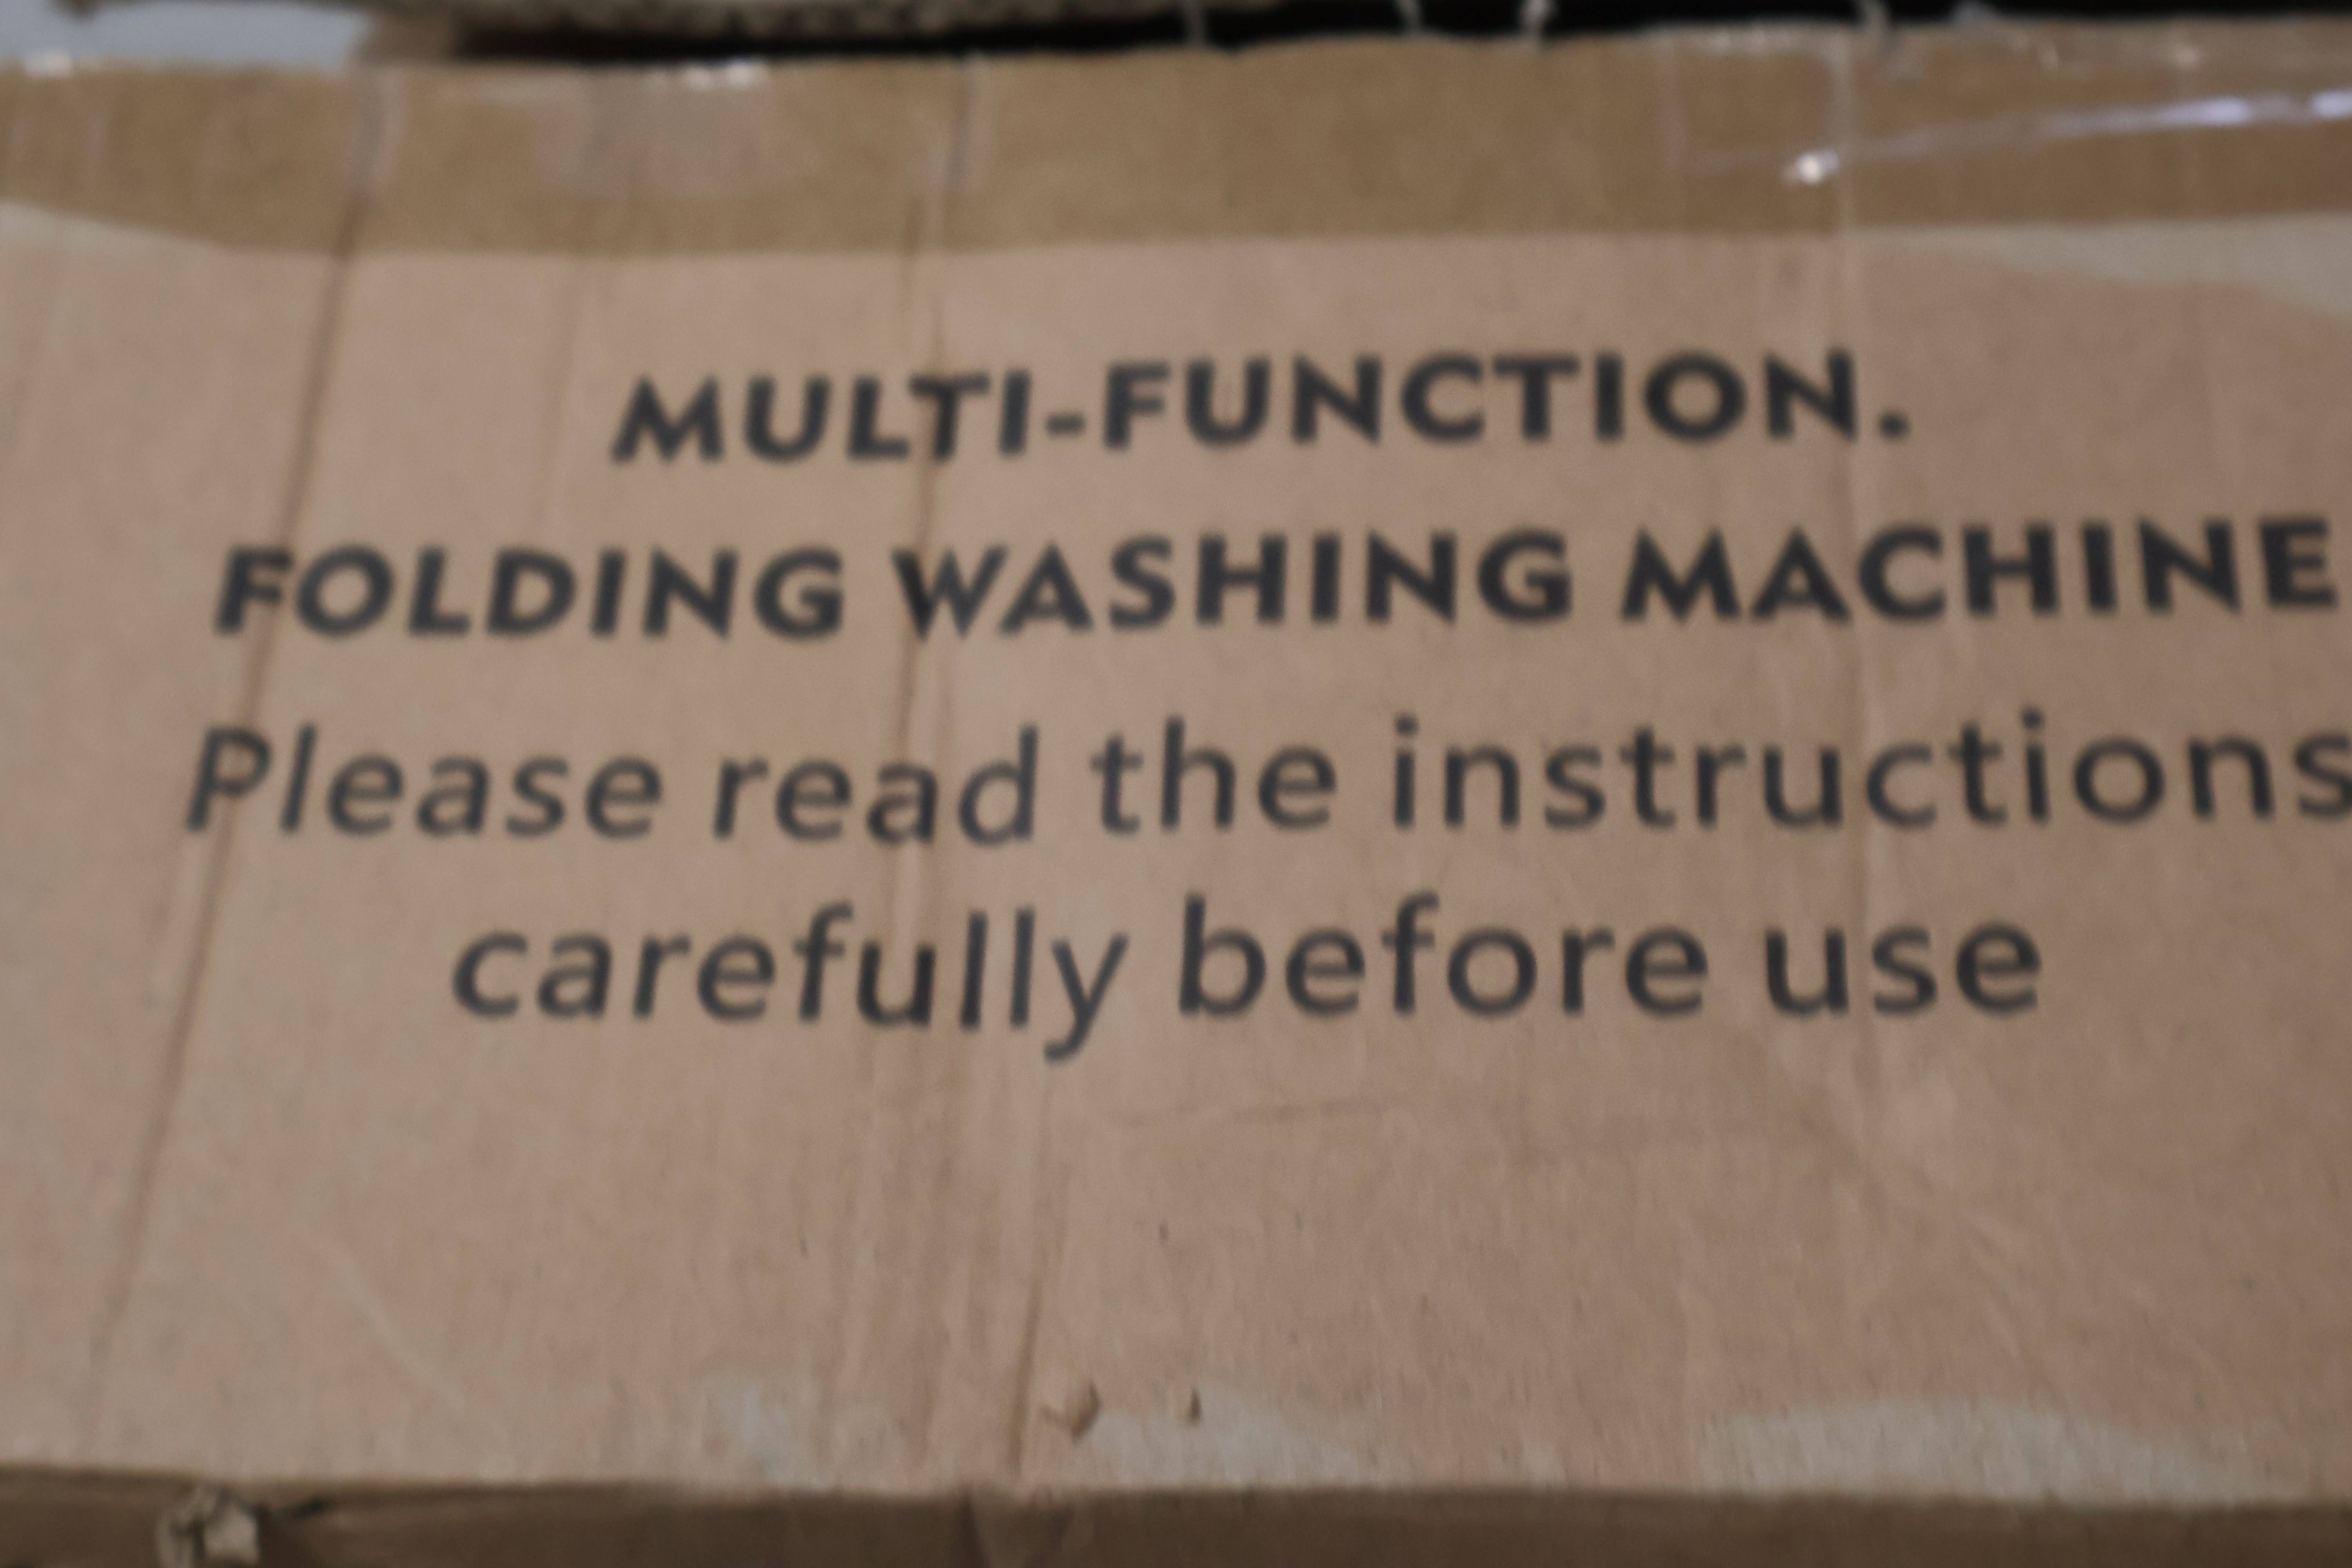 MULTI-FUNCTION.
FOLDING WASHING MACHINE
Please read the instructions
carefully before use